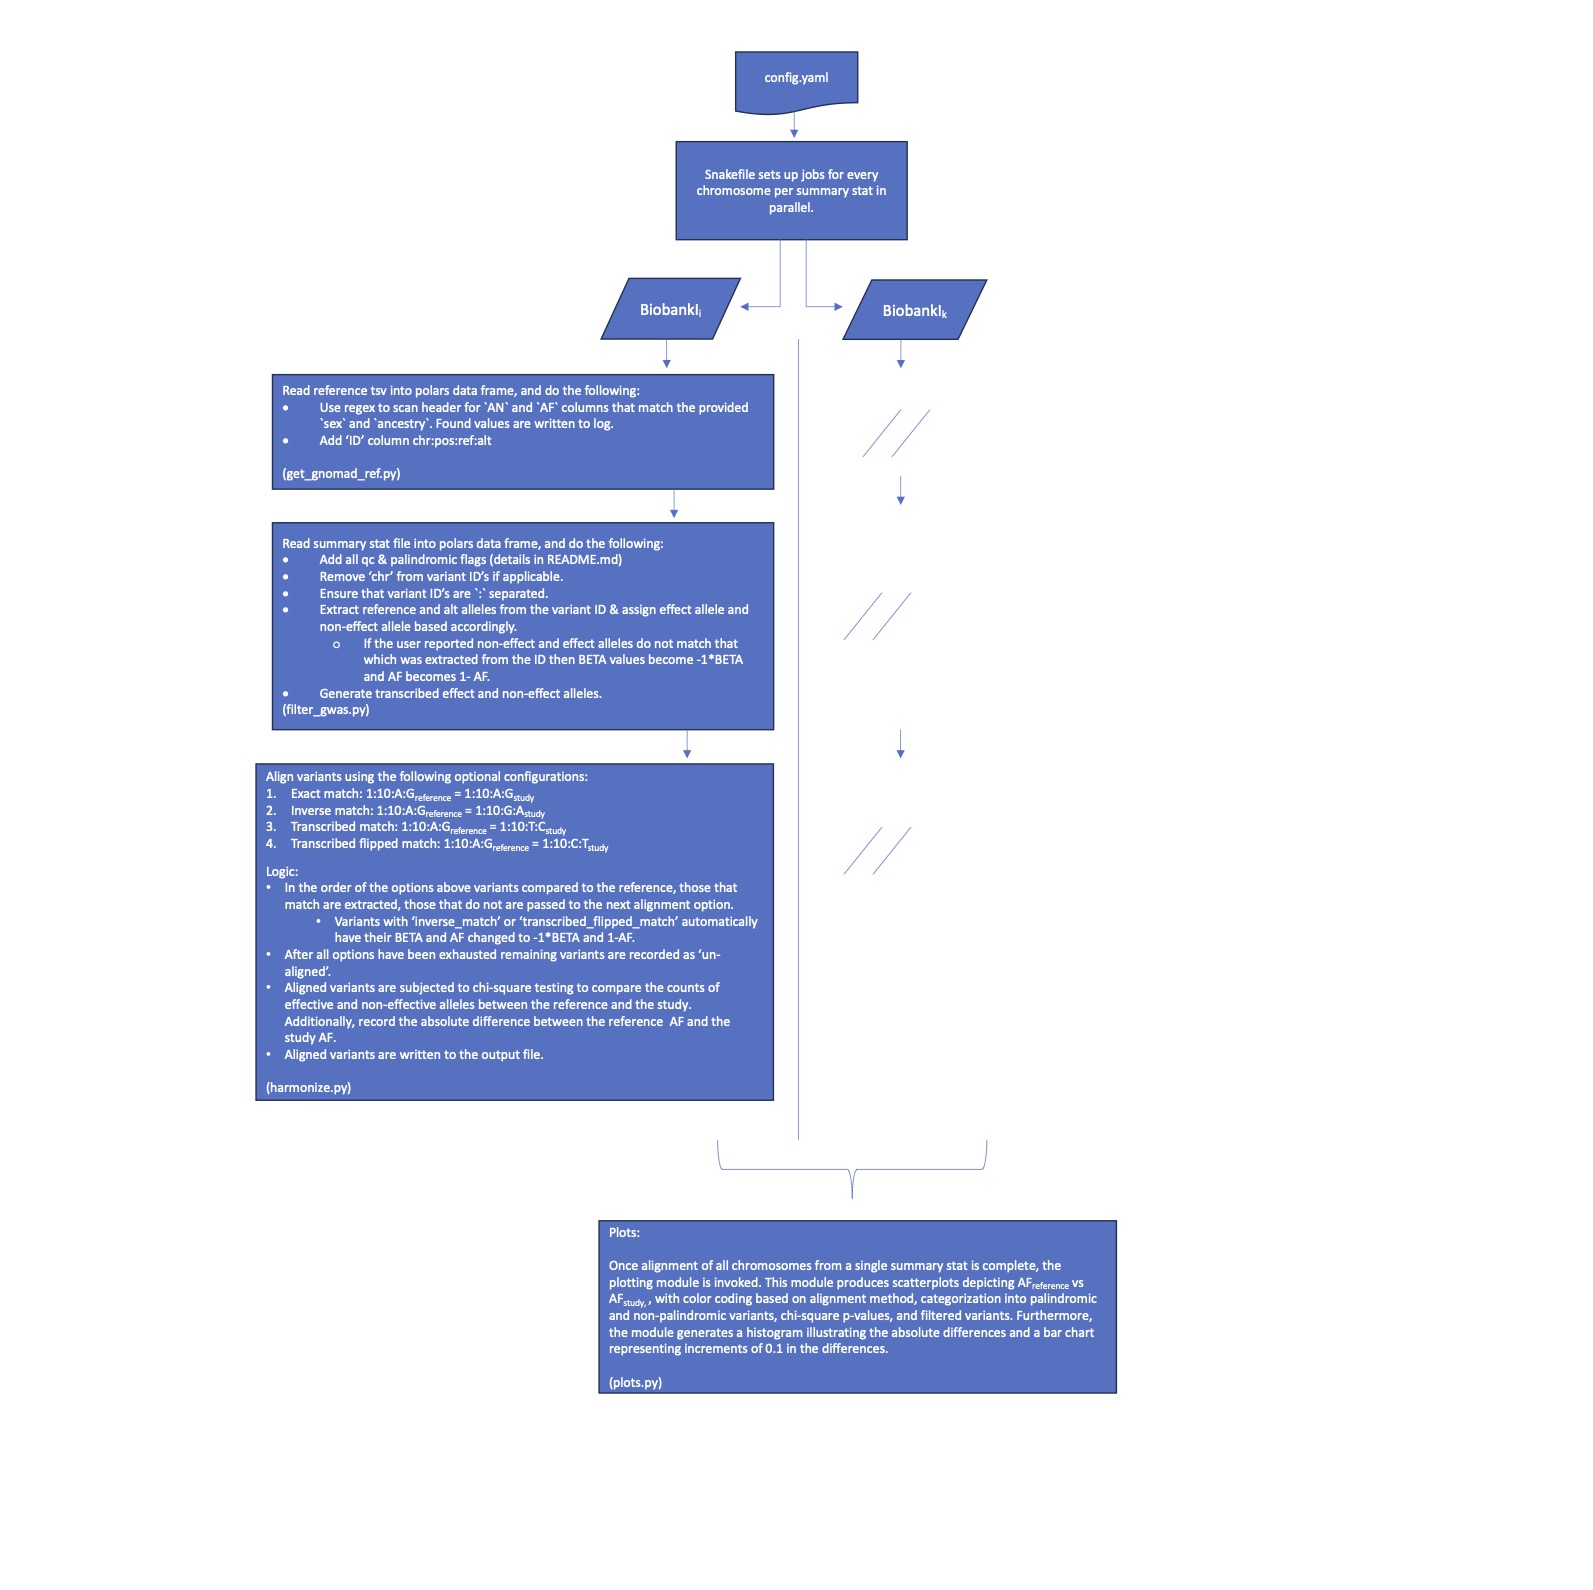 config.yaml
Snakefile sets up jobs for every
chromosome per summary stat in
parallel.
BiobankIi
BiobankIk
Read reference tsv into polars data frame, and do the following:
• Use regex to scan header for `AN` and `AF` columns that match the provided
`sex` and `ancestry`. Found values are written to log.
• Add ‘ID’ column chr:pos:ref:alt
(get_gnomad_ref.py)
Read summary stat file into polars data frame, and do the following:
• Add all qc & palindromic flags (details in README.md)
• Remove ‘chr’ from variant ID’s if applicable.
• Ensure that variant ID’s are `:` separated.
• Extract reference and alt alleles from the variant ID & assign effect allele and
non-effect allele based accordingly.
o If the user reported non-effect and effect alleles do not match that
which was extracted from the ID then BETA values become -1*BETA
and AF becomes 1- AF.
• Generate transcribed effect and non-effect alleles.
(filter_gwas.py)
Align variants using the following optional configurations:
1. Exact match: 1:10:A:Greference = 1:10:A:Gstudy
2. Inverse match: 1:10:A:Greference = 1:10:G:Astudy
3. Transcribed match: 1:10:A:Greference = 1:10:T:Cstudy
4. Transcribed flipped match: 1:10:A:Greference = 1:10:C:Tstudy
Logic:
• In the order of the options above variants compared to the reference, those that
match are extracted, those that do not are passed to the next alignment option.
• Variants with ‘inverse_match’ or ‘transcribed_flipped_match’ automatically
have their BETA and AF changed to -1*BETA and 1-AF.
• After all options have been exhausted remaining variants are recorded as ‘un-
aligned’.
• Aligned variants are subjected to chi-square testing to compare the counts of
effective and non-effective alleles between the reference and the study.
Additionally, record the absolute difference between the reference AF and the
study AF.
• Aligned variants are written to the output file.
(harmonize.py)
Plots:
Once alignment of all chromosomes from a single summary stat is complete, the
plotting module is invoked. This module produces scatterplots depicting AFreference vs
AFstudy, , with color coding based on alignment method, categorization into palindromic
and non-palindromic variants, chi-square p-values, and filtered variants. Furthermore,
the module generates a histogram illustrating the absolute differences and a bar chart
representing increments of 0.1 in the differences.
(plots.py)